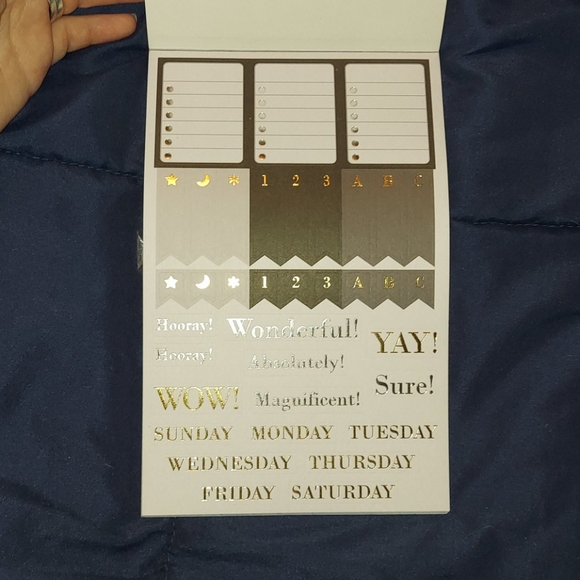 1 2 3 A B C
1 2 3 A B C
Hooray! Wonderful! YAY!
Hooray! Absolutely!
WOW! Magnificent! Sure!
SUNDAY MONDAY TUESDAY
WEDNESDAY THURSDAY
FRIDAY SATURDAY